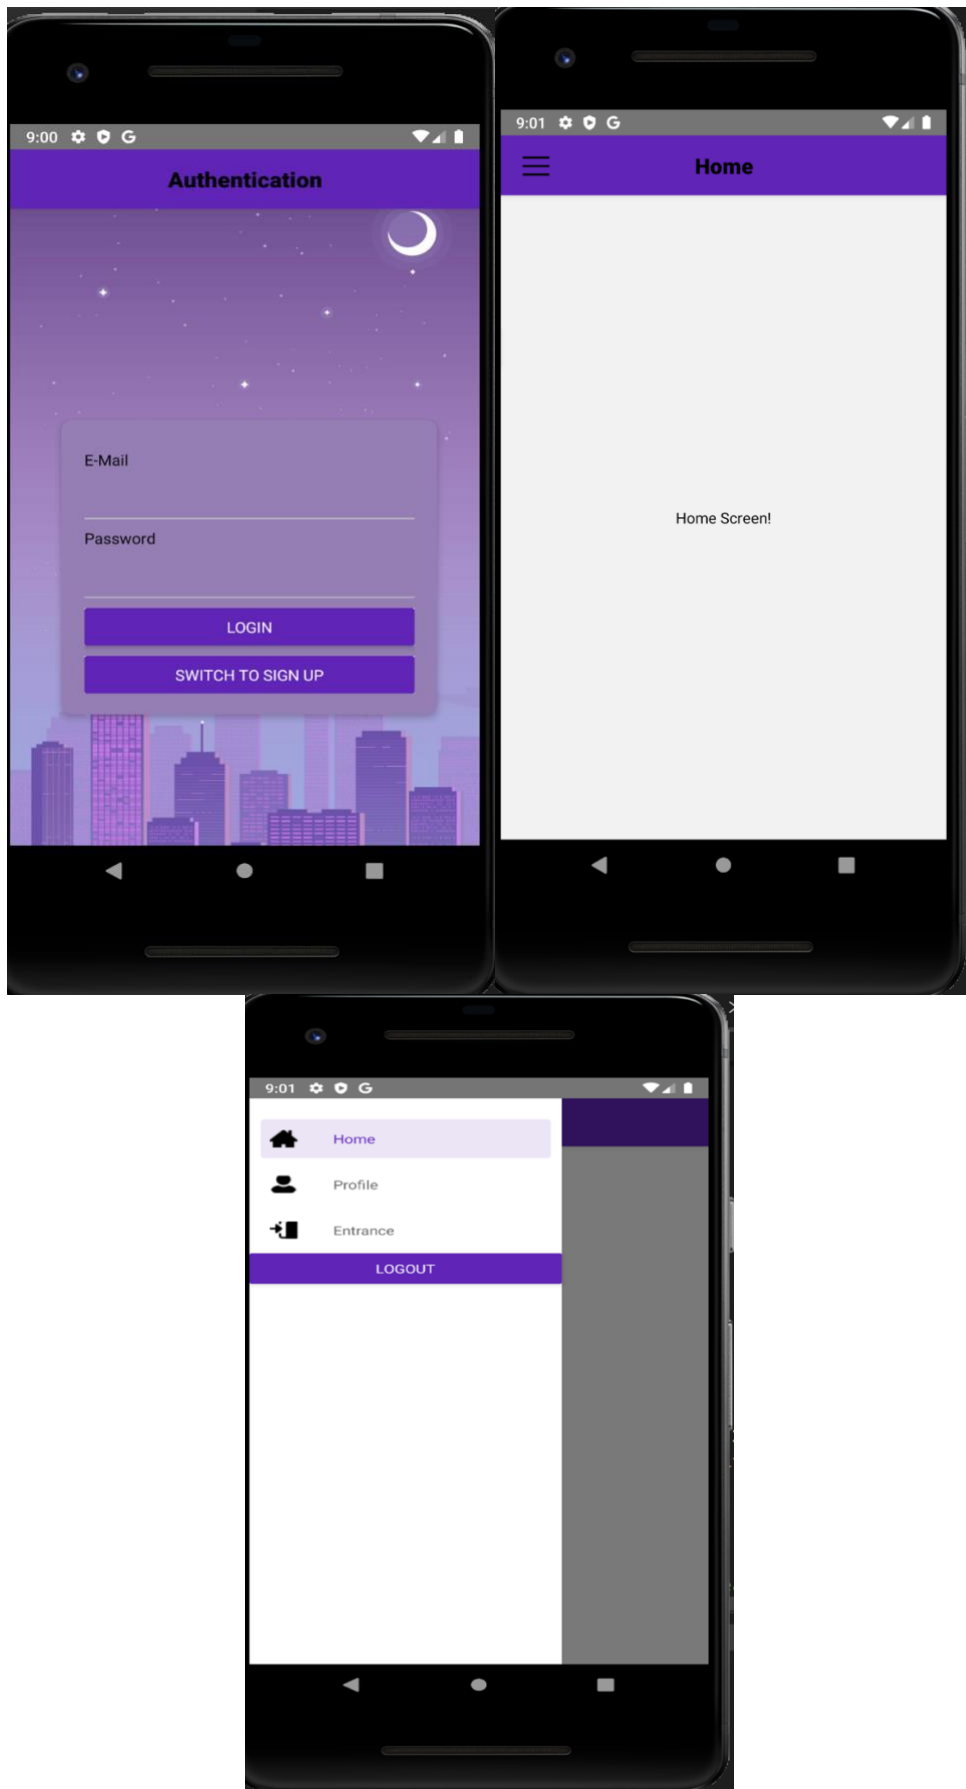 9:00
Authentication
E-Mail
Password
LOGIN
SWITCH TO SIGN UP
9:01
Home
Home Screen!
9:01
Home
Profile
Entrance
LOGOUT